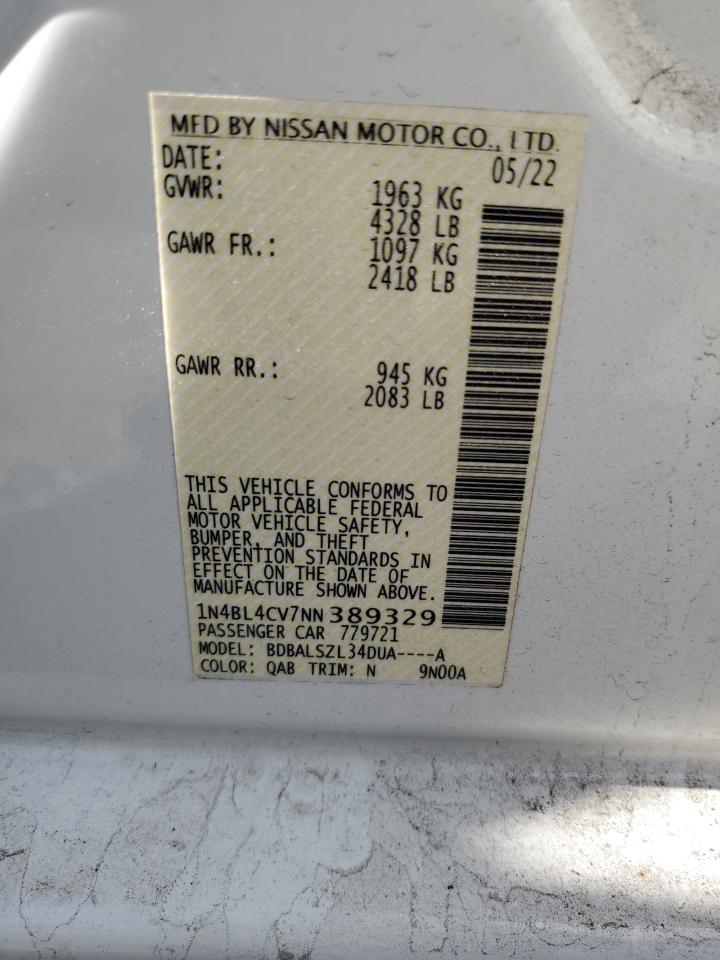 MFD BY NISSAN MOTOR CO., LTD.
DATE: 05/22
GVWR: 1963 KG
4328 LB
GAWR FR.: 1097 KG
2418 LB
GAWR RR.: 945 KG
2083 LB
THIS VEHICLE CONFORMS TO
ALL APPLICABLE FEDERAL
MOTOR VEHICLE SAFETY,
BUMPER, AND THEFT
PREVENTION STANDARDS IN
EFFECT ON THE DATE OF
MANUFACTURE SHOWN ABOVE.
1N4BL4CV7NN389329
PASSENGER CAR 779721
MODEL: BDBALSZL34DUA----A
COLOR: QAB TRIM: N 9N00A